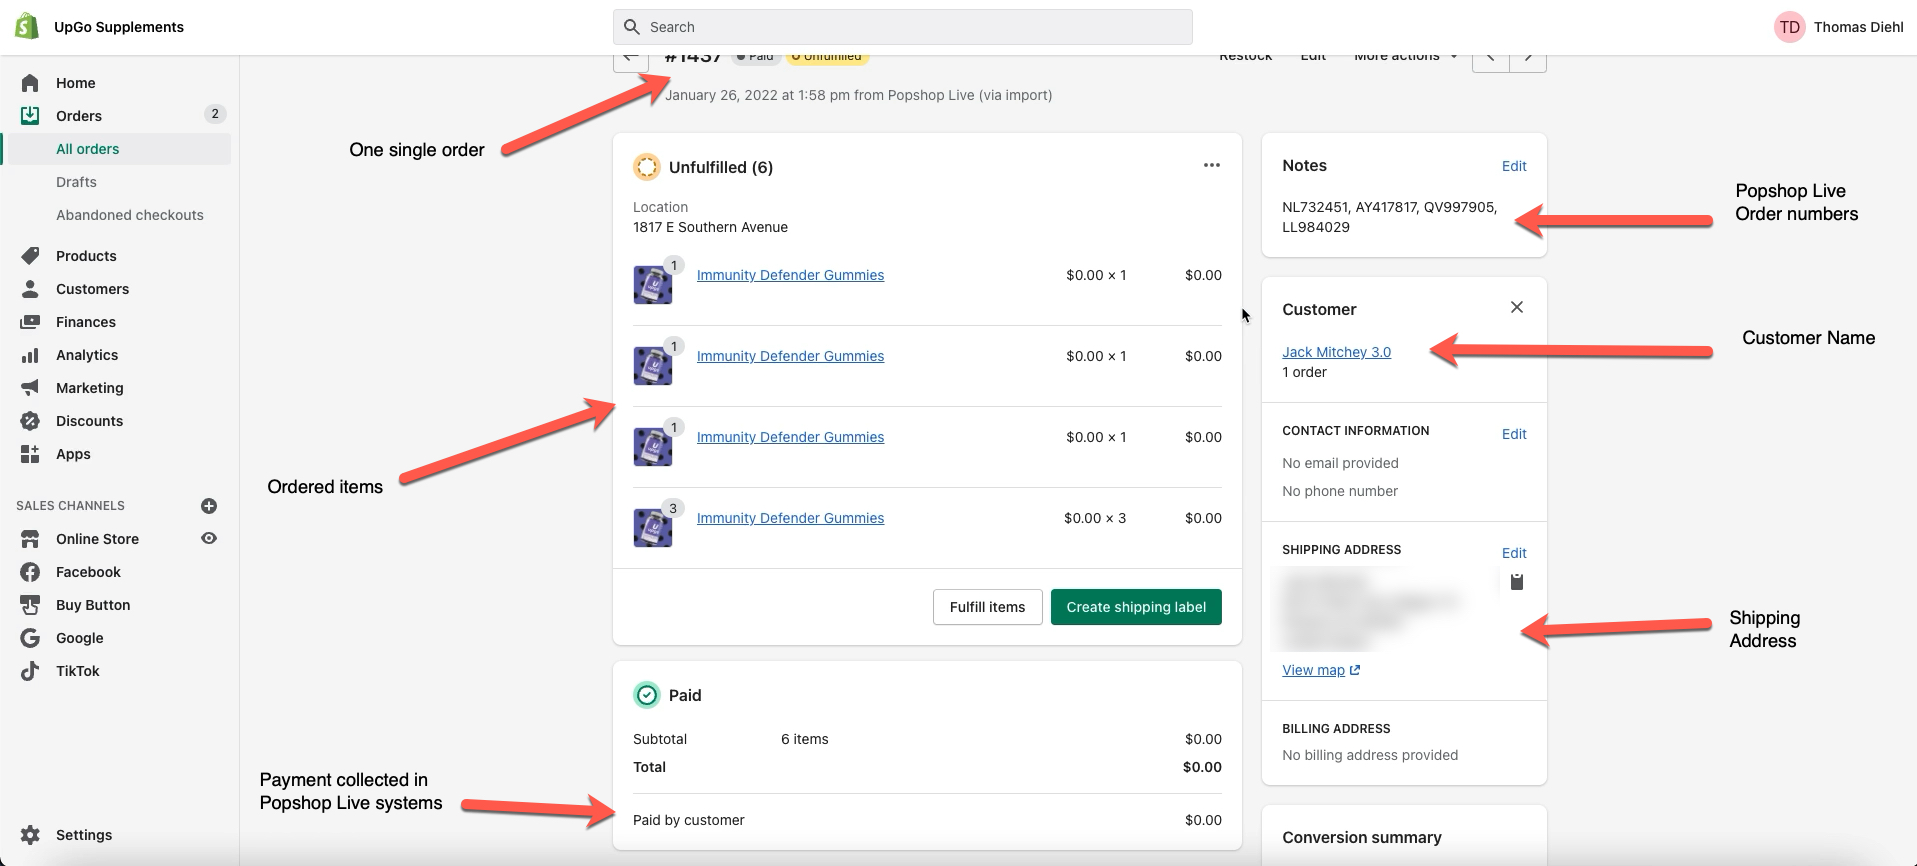 UpGo Supplements
Search
TD Thomas Diehl
Home
Orders 2
All orders
Drafts
Abandoned checkouts
Products
Customers
Finances
Analytics
Marketing
Discounts
Apps
SALES CHANNELS
Online Store
Facebook
Buy Button
Google
TikTok
Settings
#1437 Paid Unfulfilled Restock Edit More actions
January 26, 2022 at 1:58 pm from Popshop Live (via import)
One single order
Unfulfilled (6)
Location
1817 E Southern Avenue
1 Immunity Defender Gummies $0.00 × 1 $0.00
1 Immunity Defender Gummies $0.00 × 1 $0.00
1 Immunity Defender Gummies $0.00 × 1 $0.00
3 Immunity Defender Gummies $0.00 × 3 $0.00
Ordered items
Fulfill items Create shipping label
Paid
Subtotal 6 items $0.00
Total $0.00
Paid by customer $0.00
Payment collected in
Popshop Live systems
Notes Edit
NL732451, AY417817, QV997905,
LL984029
Popshop Live
Order numbers
Customer
Jack Mitchey 3.0
1 order
Customer Name
CONTACT INFORMATION Edit
No email provided
No phone number
SHIPPING ADDRESS Edit
View map
Shipping
Address
BILLING ADDRESS
No billing address provided
Conversion summary